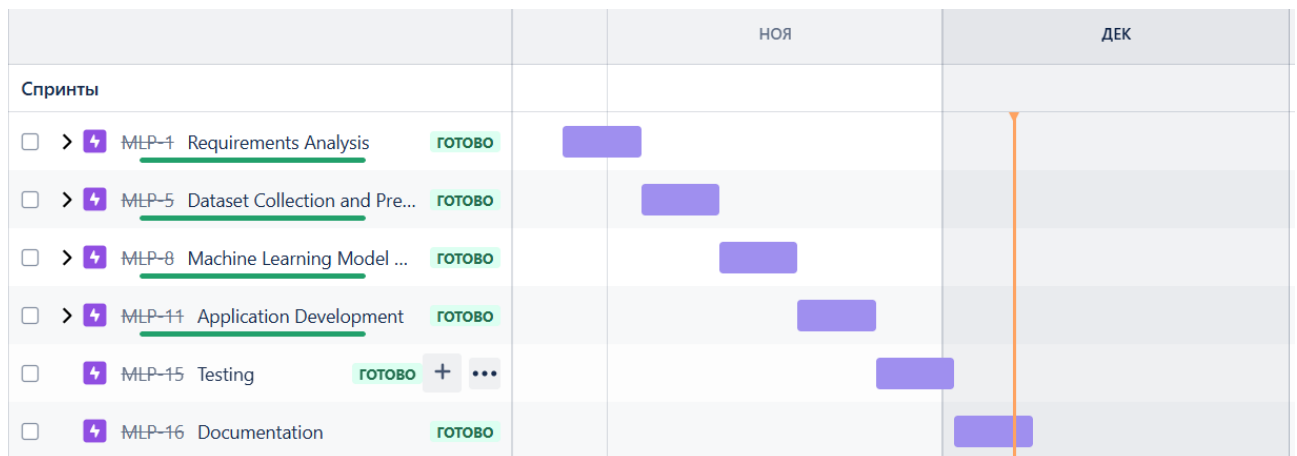 НОЯ ДЕК
Спринты
MLP-1 Requirements Analysis ГОТОВО
MLP-5 Dataset Collection and Pre... ГОТОВО
MLP-8 Machine Learning Model ... ГОТОВО
MLP-11 Application Development ГОТОВО
MLP-15 Testing ГОТОВО + •••
MLP-16 Documentation ГОТОВО